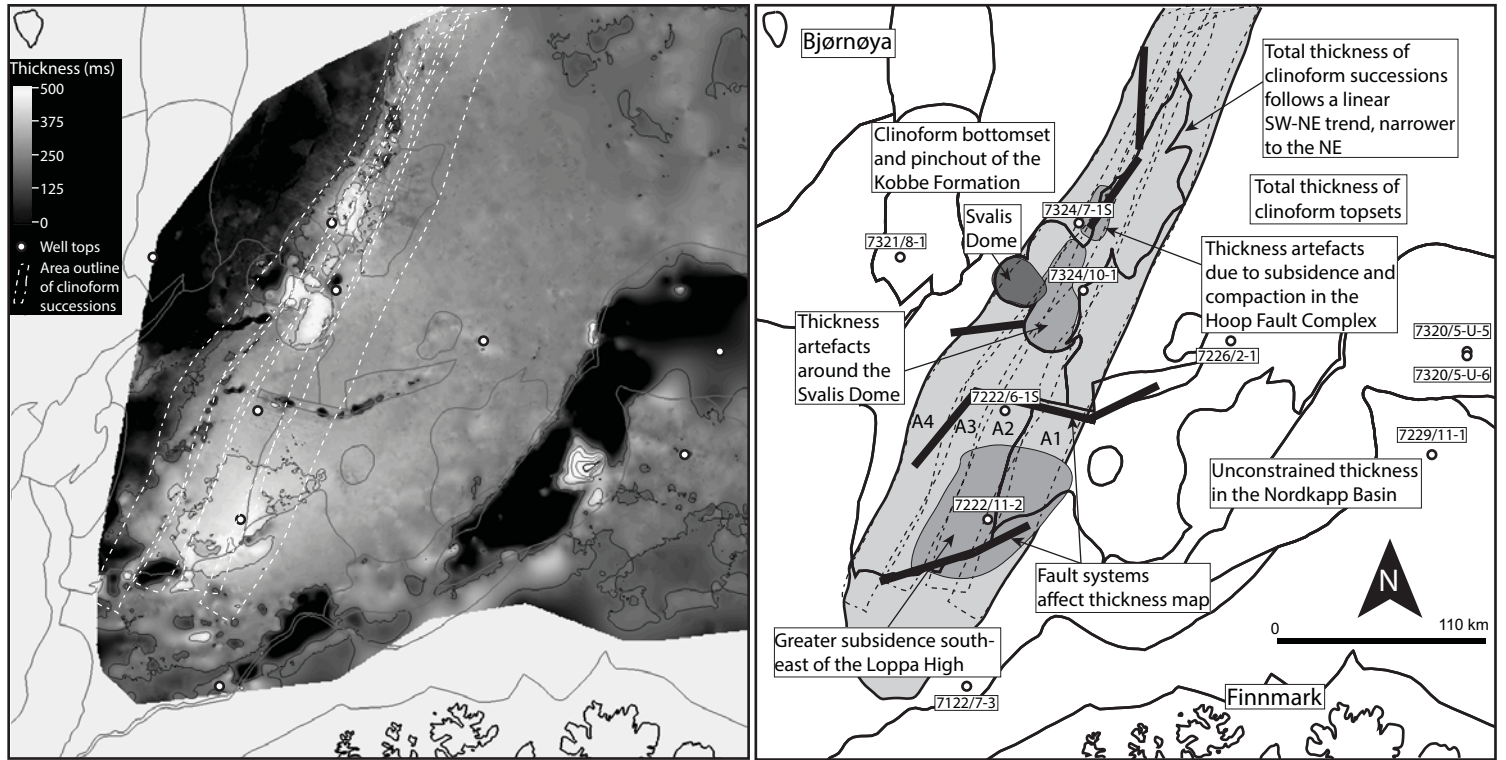 Thickness (ms)
500
375
250
125
0
Well tops
Area outline
of clinoform
successions
Bjørnøya
Total thickness of
clinoform successions
follows a linear
SW-NE trend, narrower
to the NE
Clinoform bottomset
and pinchout of the
Kobbe Formation
Total thickness of
clinoform topsets
7324/7-1S
Svalis
Dome
7321/8-1
7324/10-1
Thickness artefacts
due to subsidence and
compaction in the
Hoop Fault Complex
Thickness
artefacts
around the
Svalis Dome
7320/5-U-5
7226/2-1
7320/5-U-6
7222/6-1S
A4
A3
A2
A1
7229/11-1
Unconstrained thickness
in the Nordkapp Basin
7222/11-2
Fault systems
affect thickness map
N
0
110 km
Greater subsidence south-
east of the Loppa High
Finnmark
7122/7-3